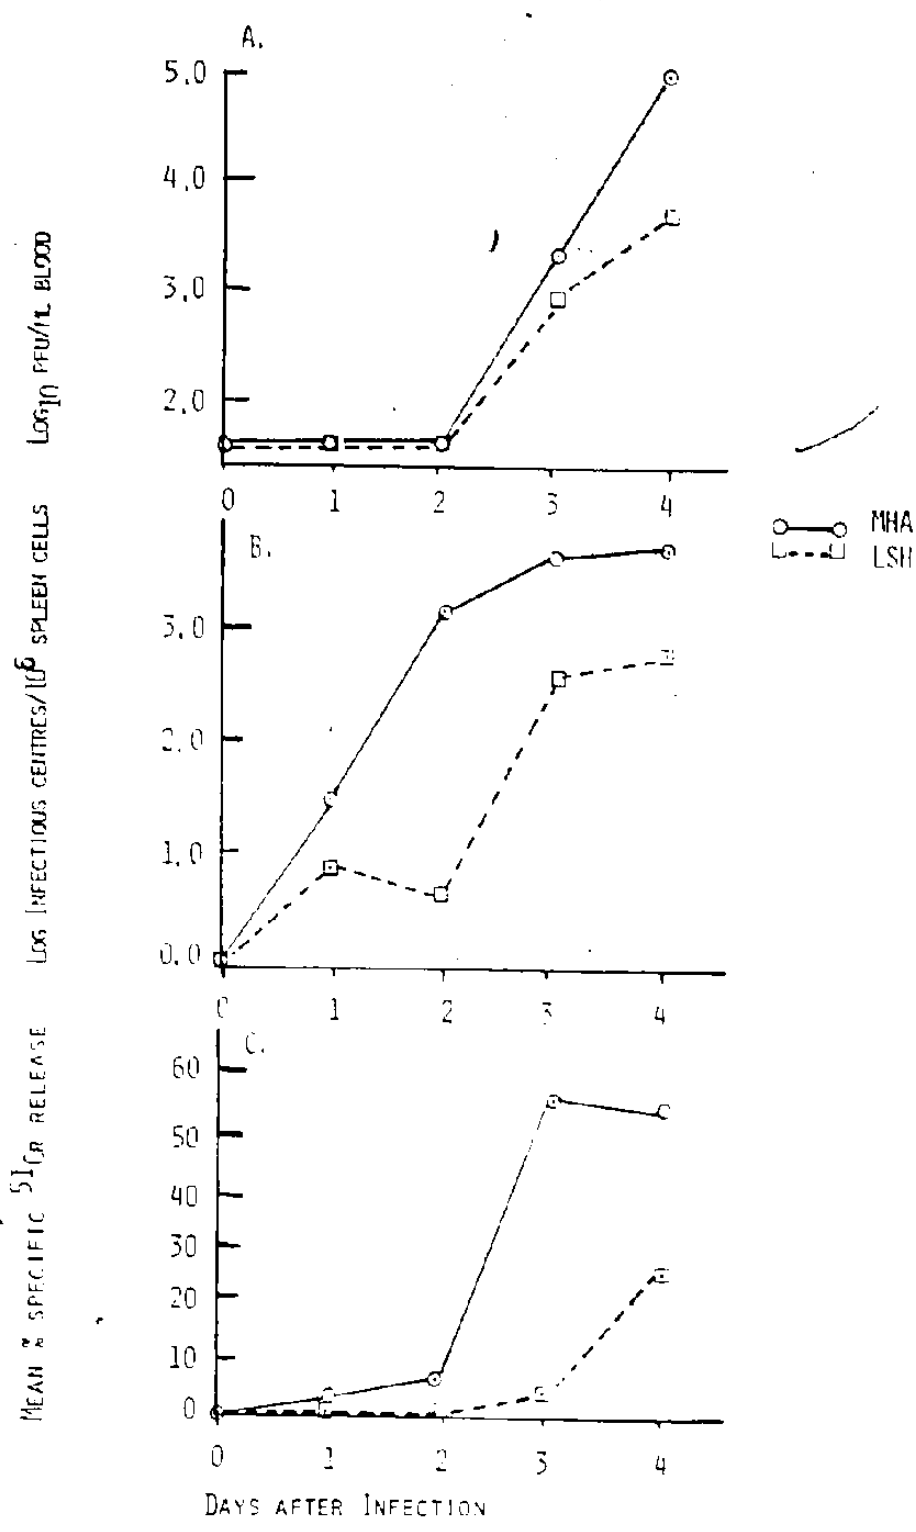 A.
5.0
4.0
3.0
2.0
LOG10 PFU/ML BLOOD
0 1 2 3 4
MHA
LSH
B.
3.0
2.0
1.0
0.0
LOG INFECTIOUS CENTRES/106 SPLEEN CELLS
0 1 2 3 4
C.
60
50
40
30
20
10
0
MEAN % SPECIFIC 51CR RELEASE
0 1 2 3 4
DAYS AFTER INFECTION